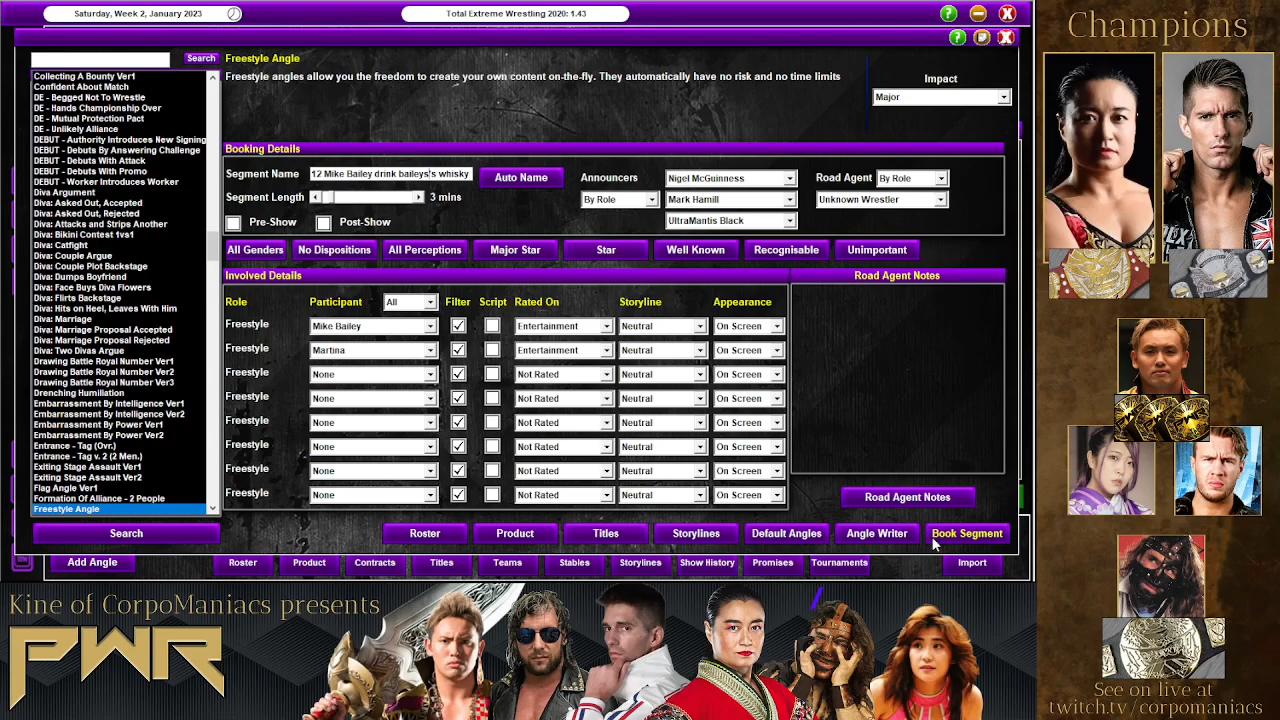 Saturday, Week 2, January 2023
Total Extreme Wrestling 2020: 1.43
Champions
Search
Freestyle Angle
Freestyle angles allow you the freedom to create your own content on-the-fly. They automatically have no risk and no time limits
Impact
Major
Collecting A Bounty Ver1
Confident About Match
DE - Begged Not To Wrestle
DE - Hands Championship Over
DE - Mutual Protection Pact
DE - Unlikely Alliance
DEBUT - Authority Introduces New Signing
DEBUT - Debuts By Answering Challenge
DEBUT - Debuts With Attack
DEBUT - Debuts With Promo
DEBUT - Worker Introduces Worker
Diva Argument
Diva: Asked Out, Accepted
Diva: Asked Out, Rejected
Diva: Attacks and Strips Another
Diva: Bikini Contest 1vs1
Diva: Catfight
Diva: Couple Argue
Diva: Couple Plot Backstage
Diva: Dumps Boyfriend
Diva: Face Buys Diva Flowers
Diva: Flirts Backstage
Diva: Hits on Heel, Leaves With Him
Diva: Marriage
Diva: Marriage Proposal Accepted
Diva: Marriage Proposal Rejected
Diva: Two Divas Argue
Drawing Battle Royal Number Ver1
Drawing Battle Royal Number Ver2
Drawing Battle Royal Number Ver3
Drenching Humiliation
Embarrassment By Intelligence Ver1
Embarrassment By Intelligence Ver2
Embarrassment By Power Ver1
Embarrassment By Power Ver2
Entrance - Tag (Ovr.)
Entrance - Tag v. 2 (2 Men.)
Exiting Stage Assault Ver1
Exiting Stage Assault Ver2
Flag Angle Ver1
Formation Of Alliance - 2 People
Freestyle Angle
Search
Booking Details
Segment Name
12 Mike Bailey drink baileys's whisky
Auto Name
Announcers
Nigel McGuinness
Road Agent
By Role
Segment Length
3 mins
By Role
Mark Hamill
Unknown Wrestler
Pre-Show
Post-Show
UltraMantis Black
All Genders
No Dispositions
All Perceptions
Major Star
Star
Well Known
Recognisable
Unimportant
Involved Details
Road Agent Notes
Role Participant All Filter Script Rated On Storyline Appearance
Freestyle Mike Bailey Entertainment Neutral On Screen
Freestyle Martina Entertainment Neutral On Screen
Freestyle None Not Rated Neutral On Screen
Freestyle None Not Rated Neutral On Screen
Freestyle None Not Rated Neutral On Screen
Freestyle None Not Rated Neutral On Screen
Freestyle None Not Rated Neutral On Screen
Freestyle None Not Rated Neutral On Screen
Road Agent Notes
Roster
Product
Titles
Storylines
Default Angles
Angle Writer
Book Segment
Add Angle
Roster
Product
Contracts
Titles
Teams
Stables
Storylines
Show History
Promises
Tournaments
Import
Kine of CorpoManiacs presents
PWR
See on live at
twitch.tv/corpomaniacs